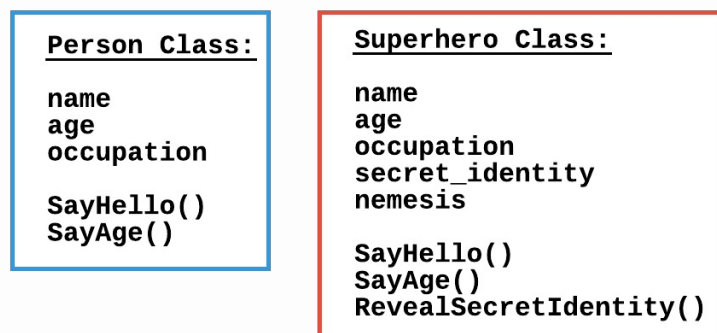 Person Class:
name
age
occupation
SayHello()
SayAge()
Superhero Class:
name
age
occupation
secret_identity
nemesis
SayHello()
SayAge()
RevealSecretIdentity()